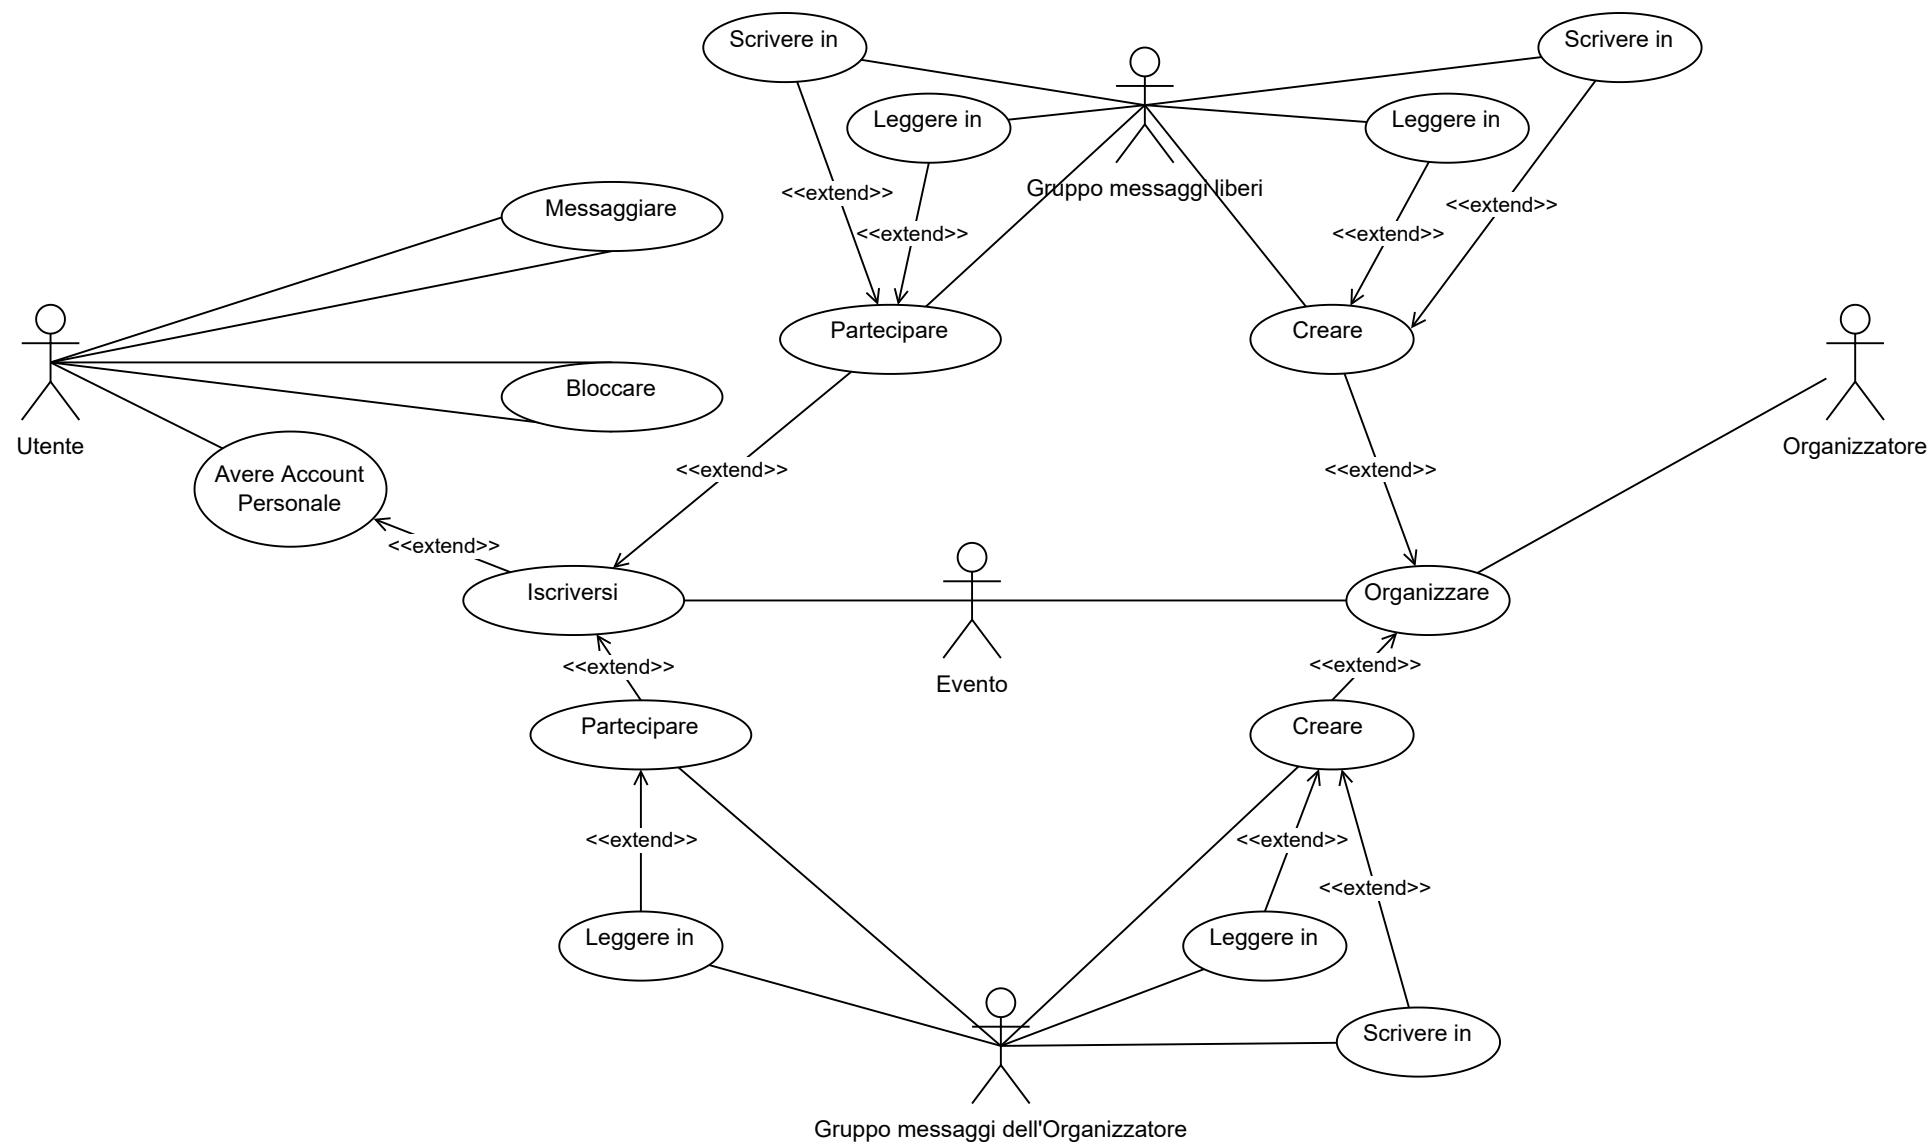 Scrivere in
Scrivere in
Leggere in
Leggere in
Gruppo messaggi liberi
<<extend>>
<<extend>>
Messaggiare
<<extend>>
<<extend>>
Partecipare
Creare
Bloccare
Utente
Organizzatore
Avere Account
Personale
<<extend>>
<<extend>>
<<extend>>
Iscriversi
Organizzare
<<extend>>
<<extend>>
Evento
Partecipare
Creare
<<extend>>
<<extend>>
<<extend>>
Leggere in
Leggere in
Scrivere in
Gruppo messaggi dell'Organizzatore